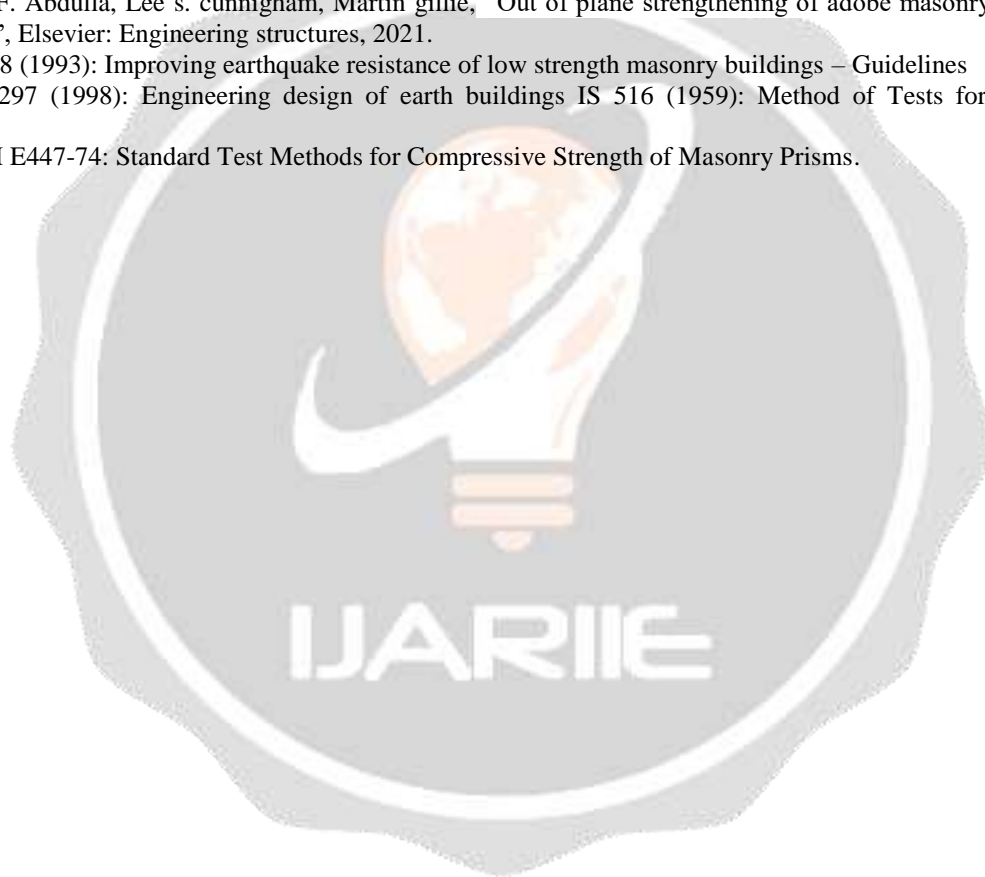 F. Abdulla, Lee s. cunnigham, Martin gillie, “Out of plane strengthening of adobe masonry
”, Elsevier: Engineering structures, 2021.
8 (1993): Improving earthquake resistance of low strength masonry buildings – Guidelines
297 (1998): Engineering design of earth buildings IS 516 (1959): Method of Tests for
E447-74: Standard Test Methods for Compressive Strength of Masonry Prisms.
IJARIIE